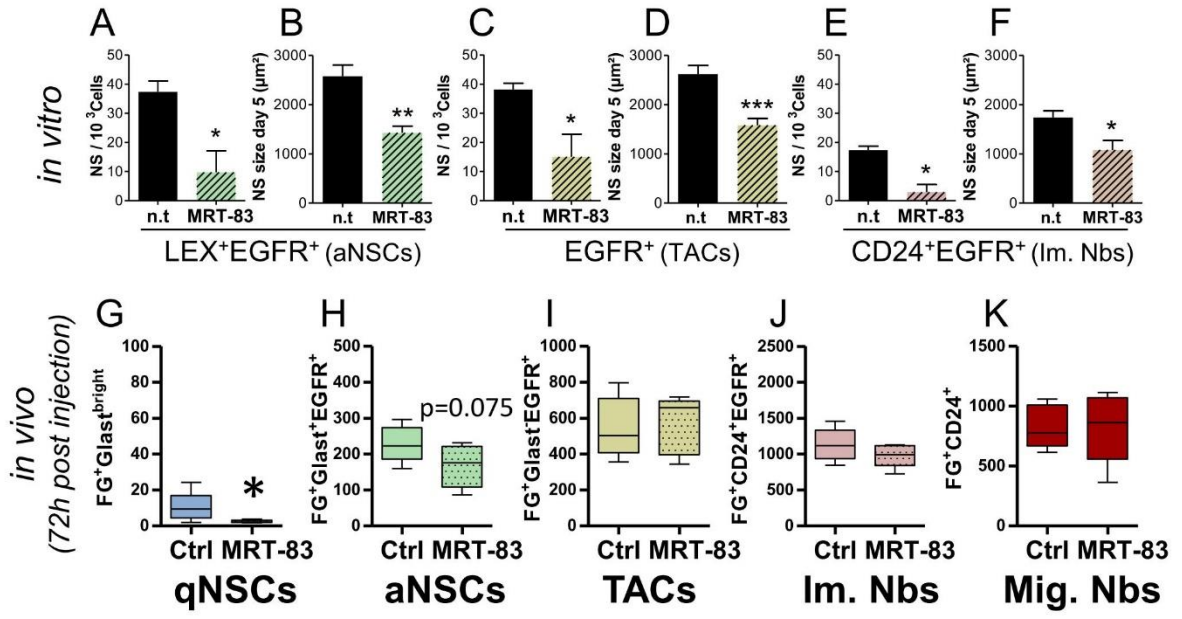 A B C D E F
in vitro
NS / 10 ³Cells
50
40
30
20
10
0
*
n.t MRT-83
NS size day 5 (µm²)
3000
2000
1000
0
**
n.t MRT-83
LEX⁺EGFR⁺ (aNSCs)
NS / 10 ³Cells
50
40
30
20
10
0
*
n.t MRT-83
NS size day 5 (µm²)
3000
2000
1000
0
***
n.t MRT-83
EGFR⁺ (TACs)
NS / 10 ³Cells
50
40
30
20
10
0
*
n.t MRT-83
NS size day 5 (µm²)
3000
2000
1000
0
*
n.t MRT-83
CD24⁺EGFR⁺ (Im. Nbs)
G H I J K
in vivo
(72h post injection)
FG⁺Glastᵇʳⁱᵍʰᵗ
100
80
60
40
20
0
*
Ctrl MRT-83
qNSCs
FG⁺Glast⁺EGFR⁺
500
400
300
200
100
0
p=0.075
Ctrl MRT-83
aNSCs
FG⁺Glast⁻EGFR⁺
1000
800
600
400
200
0
Ctrl MRT-83
TACs
FG⁺CD24⁺EGFR⁺
2500
2000
1500
1000
500
0
Ctrl MRT-83
Im. Nbs
FG⁺CD24⁺
1500
1000
500
0
Ctrl MRT-83
Mig. Nbs